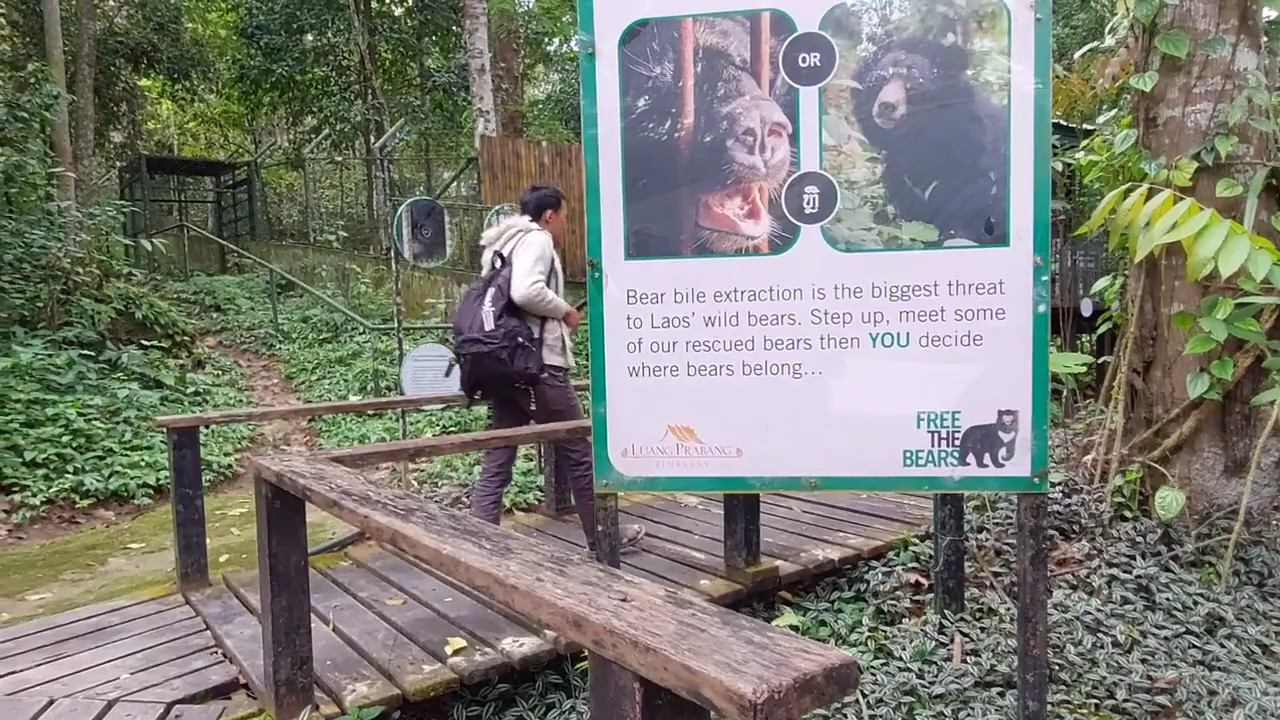 OR
ຫຼື
Bear bile extraction is the biggest threat
to Laos’ wild bears. Step up, meet some
of our rescued bears then YOU decide
where bears belong...
LUANG PRABANG
FREE
THE
BEARS